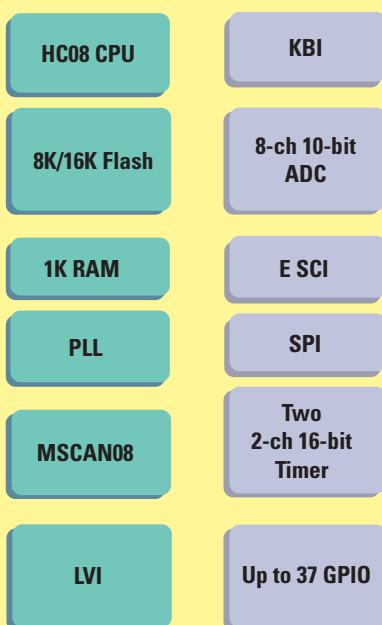 HC08 CPU
KBI
8K/16K Flash
8-ch 10-bit
ADC
1K RAM
E SCI
PLL
SPI
MSCAN08
Two
2-ch 16-bit
Timer
LVI
Up to 37 GPIO